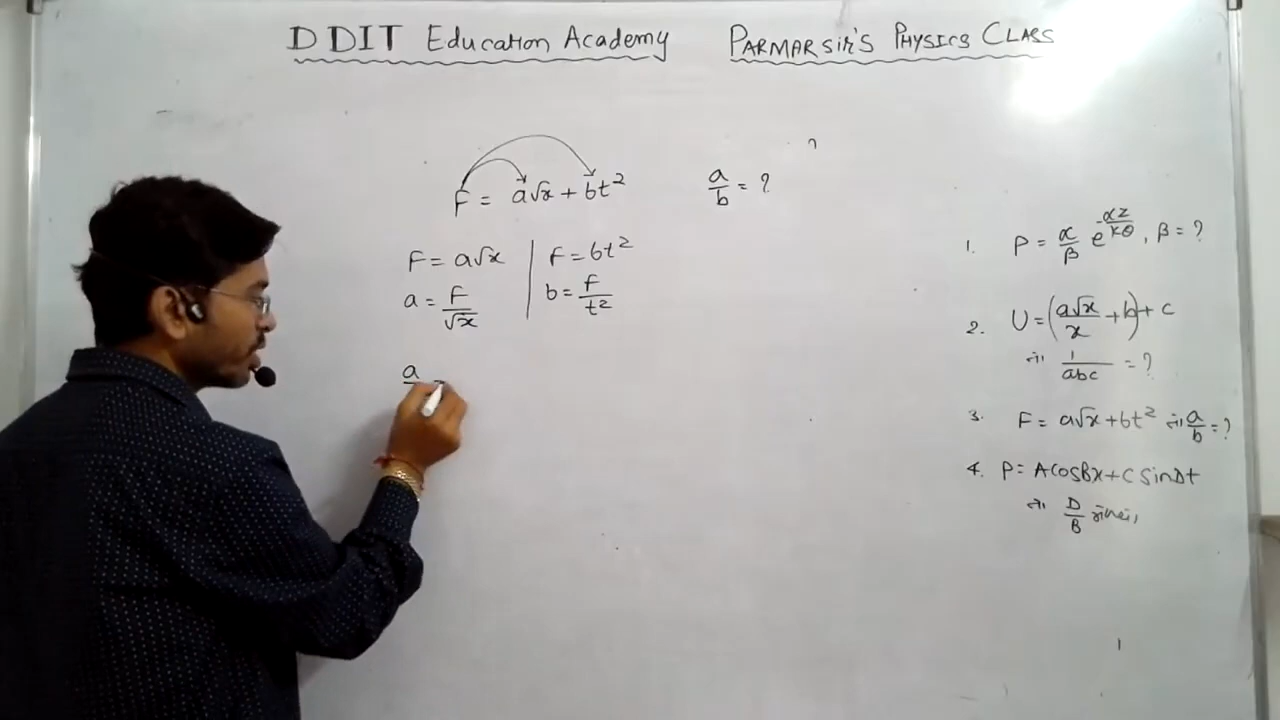 DDIT Education Academy PARMAR SIR'S PHYSICS CLASS
F = a√x + bt² a/b = ?
F = a√x | F = bt²
a = F/√x | b = F/t²
a
1. P = α/β e^(-αZ/kθ), β = ?
2. U = (a√x/x + b) + c
1/abc = ?
3. F = a√x + bt² a/b = ?
4. P = A cos Bx + C sin Dt
D/B